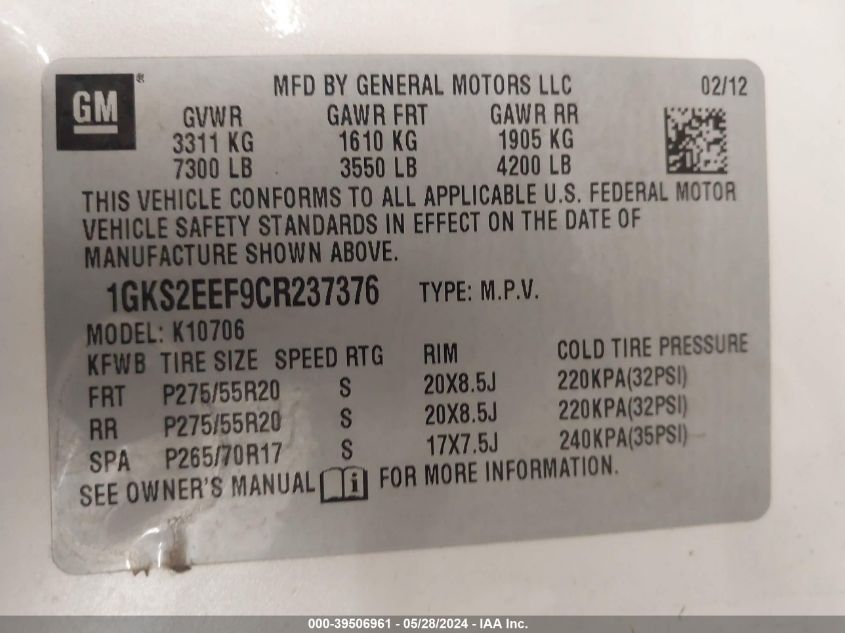 GM®
MFD BY GENERAL MOTORS LLC 02/12
GVWR GAWR FRT GAWR RR
3311 KG 1610 KG 1905 KG
7300 LB 3550 LB 4200 LB
THIS VEHICLE CONFORMS TO ALL APPLICABLE U.S. FEDERAL MOTOR
VEHICLE SAFETY STANDARDS IN EFFECT ON THE DATE OF
MANUFACTURE SHOWN ABOVE.
1GKS2EEF9CR237376 TYPE: M.P.V.
MODEL: K10706
KFWB TIRE SIZE SPEED RTG RIM COLD TIRE PRESSURE
FRT P275/55R20 S 20X8.5J 220KPA(32PSI)
RR P275/55R20 S 20X8.5J 220KPA(32PSI)
SPA P265/70R17 S 17X7.5J 240KPA(35PSI)
SEE OWNER'S MANUAL i FOR MORE INFORMATION.
000-39506961 - 05/28/2024 - IAA Inc.